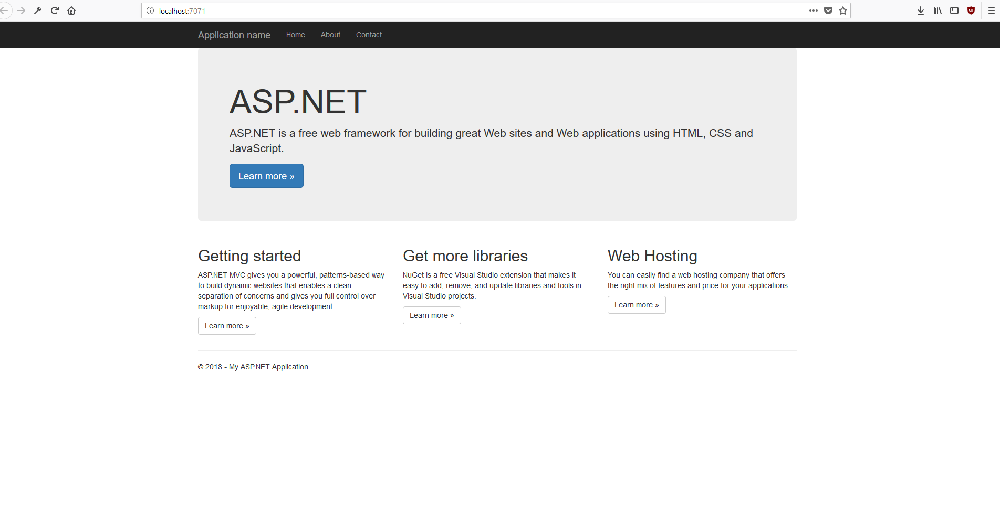 localhost:7071
Application name Home About Contact
ASP.NET
ASP.NET is a free web framework for building great Web sites and Web applications using HTML, CSS and
JavaScript.
Learn more »
Getting started
ASP.NET MVC gives you a powerful, patterns-based way
to build dynamic websites that enables a clean
separation of concerns and gives you full control over
markup for enjoyable, agile development.
Learn more »
Get more libraries
NuGet is a free Visual Studio extension that makes it
easy to add, remove, and update libraries and tools in
Visual Studio projects.
Learn more »
Web Hosting
You can easily find a web hosting company that offers
the right mix of features and price for your applications.
Learn more »
© 2018 - My ASP.NET Application